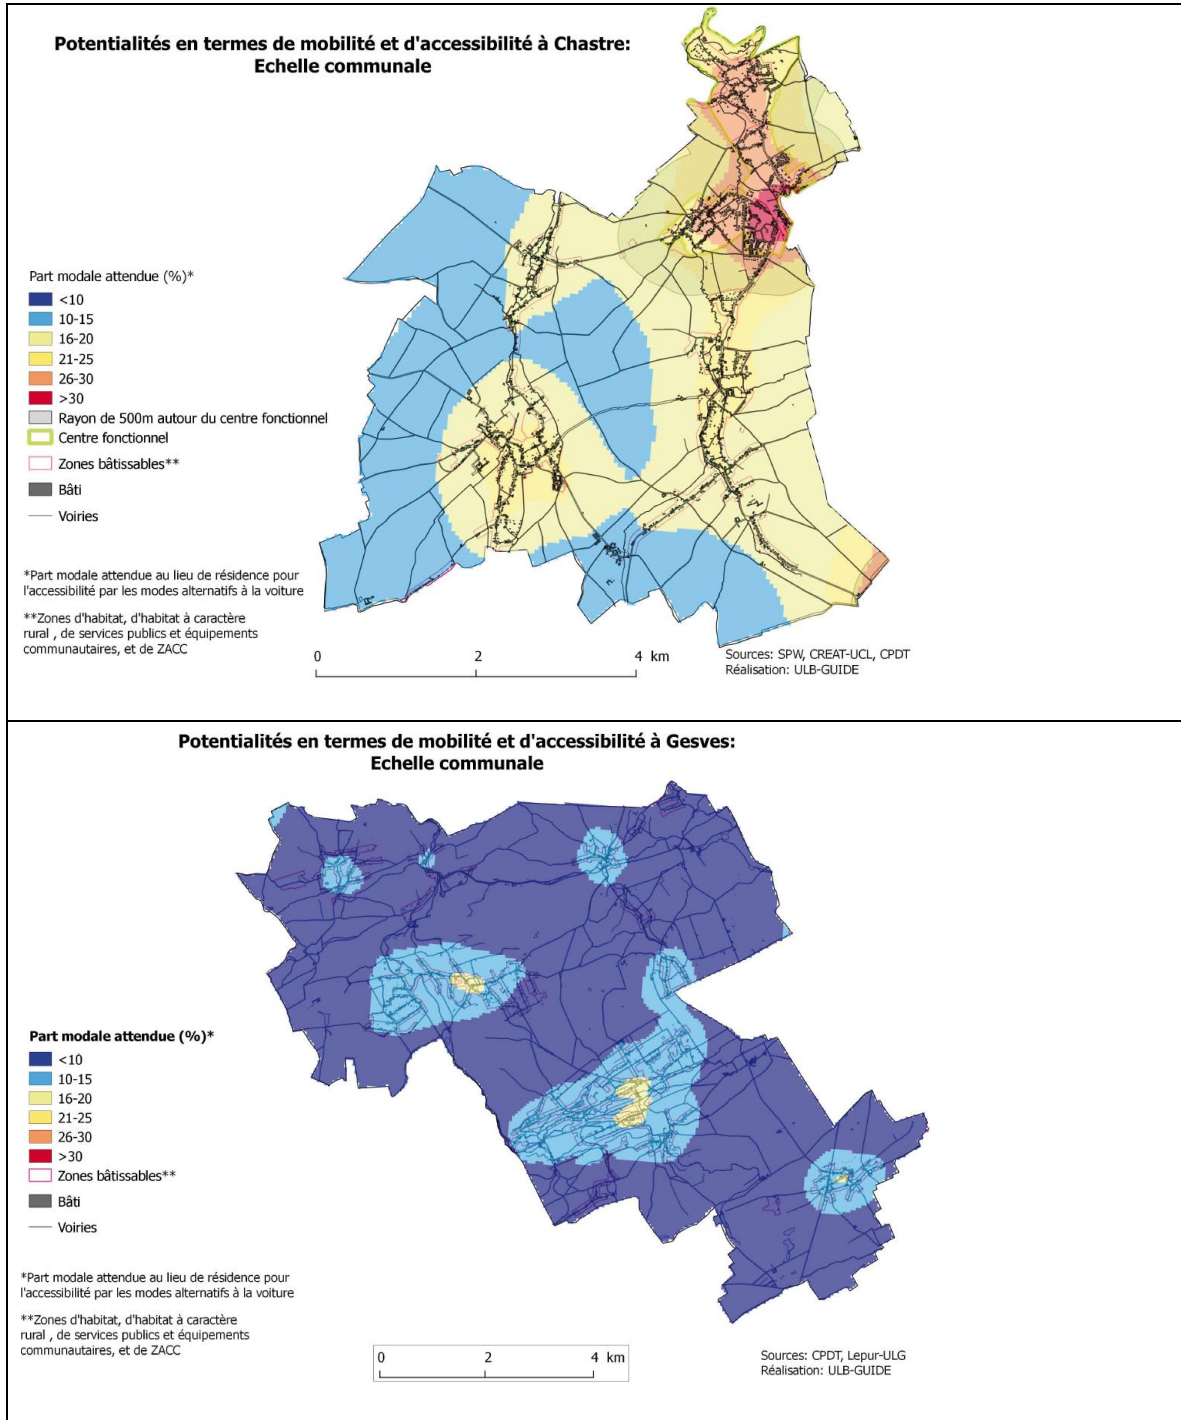 Potentialités en termes de mobilité et d'accessibilité à Chastre:
Echelle communale
Part modale attendue (%)*
<10
10-15
16-20
21-25
26-30
>30
Rayon de 500m autour du centre fonctionnel
Centre fonctionnel
Zones bâtissables**
Bâti
Voiries
*Part modale attendue au lieu de résidence pour
l'accessibilité par les modes alternatifs à la voiture
**Zones d'habitat, d'habitat à caractère
rural , de services publics et équipements
communautaires, et de ZACC
0 2 4 km
Sources: SPW, CREAT-UCL, CPDT
Réalisation: ULB-GUIDE
Potentialités en termes de mobilité et d'accessibilité à Gesves:
Echelle communale
Part modale attendue (%)*
<10
10-15
16-20
21-25
26-30
>30
Zones bâtissables**
Bâti
Voiries
*Part modale attendue au lieu de résidence pour
l'accessibilité par les modes alternatifs à la voiture
**Zones d'habitat, d'habitat à caractère
rural , de services publics et équipements
communautaires, et de ZACC
0 2 4 km
Sources: CPDT, Lepur-ULG
Réalisation: ULB-GUIDE